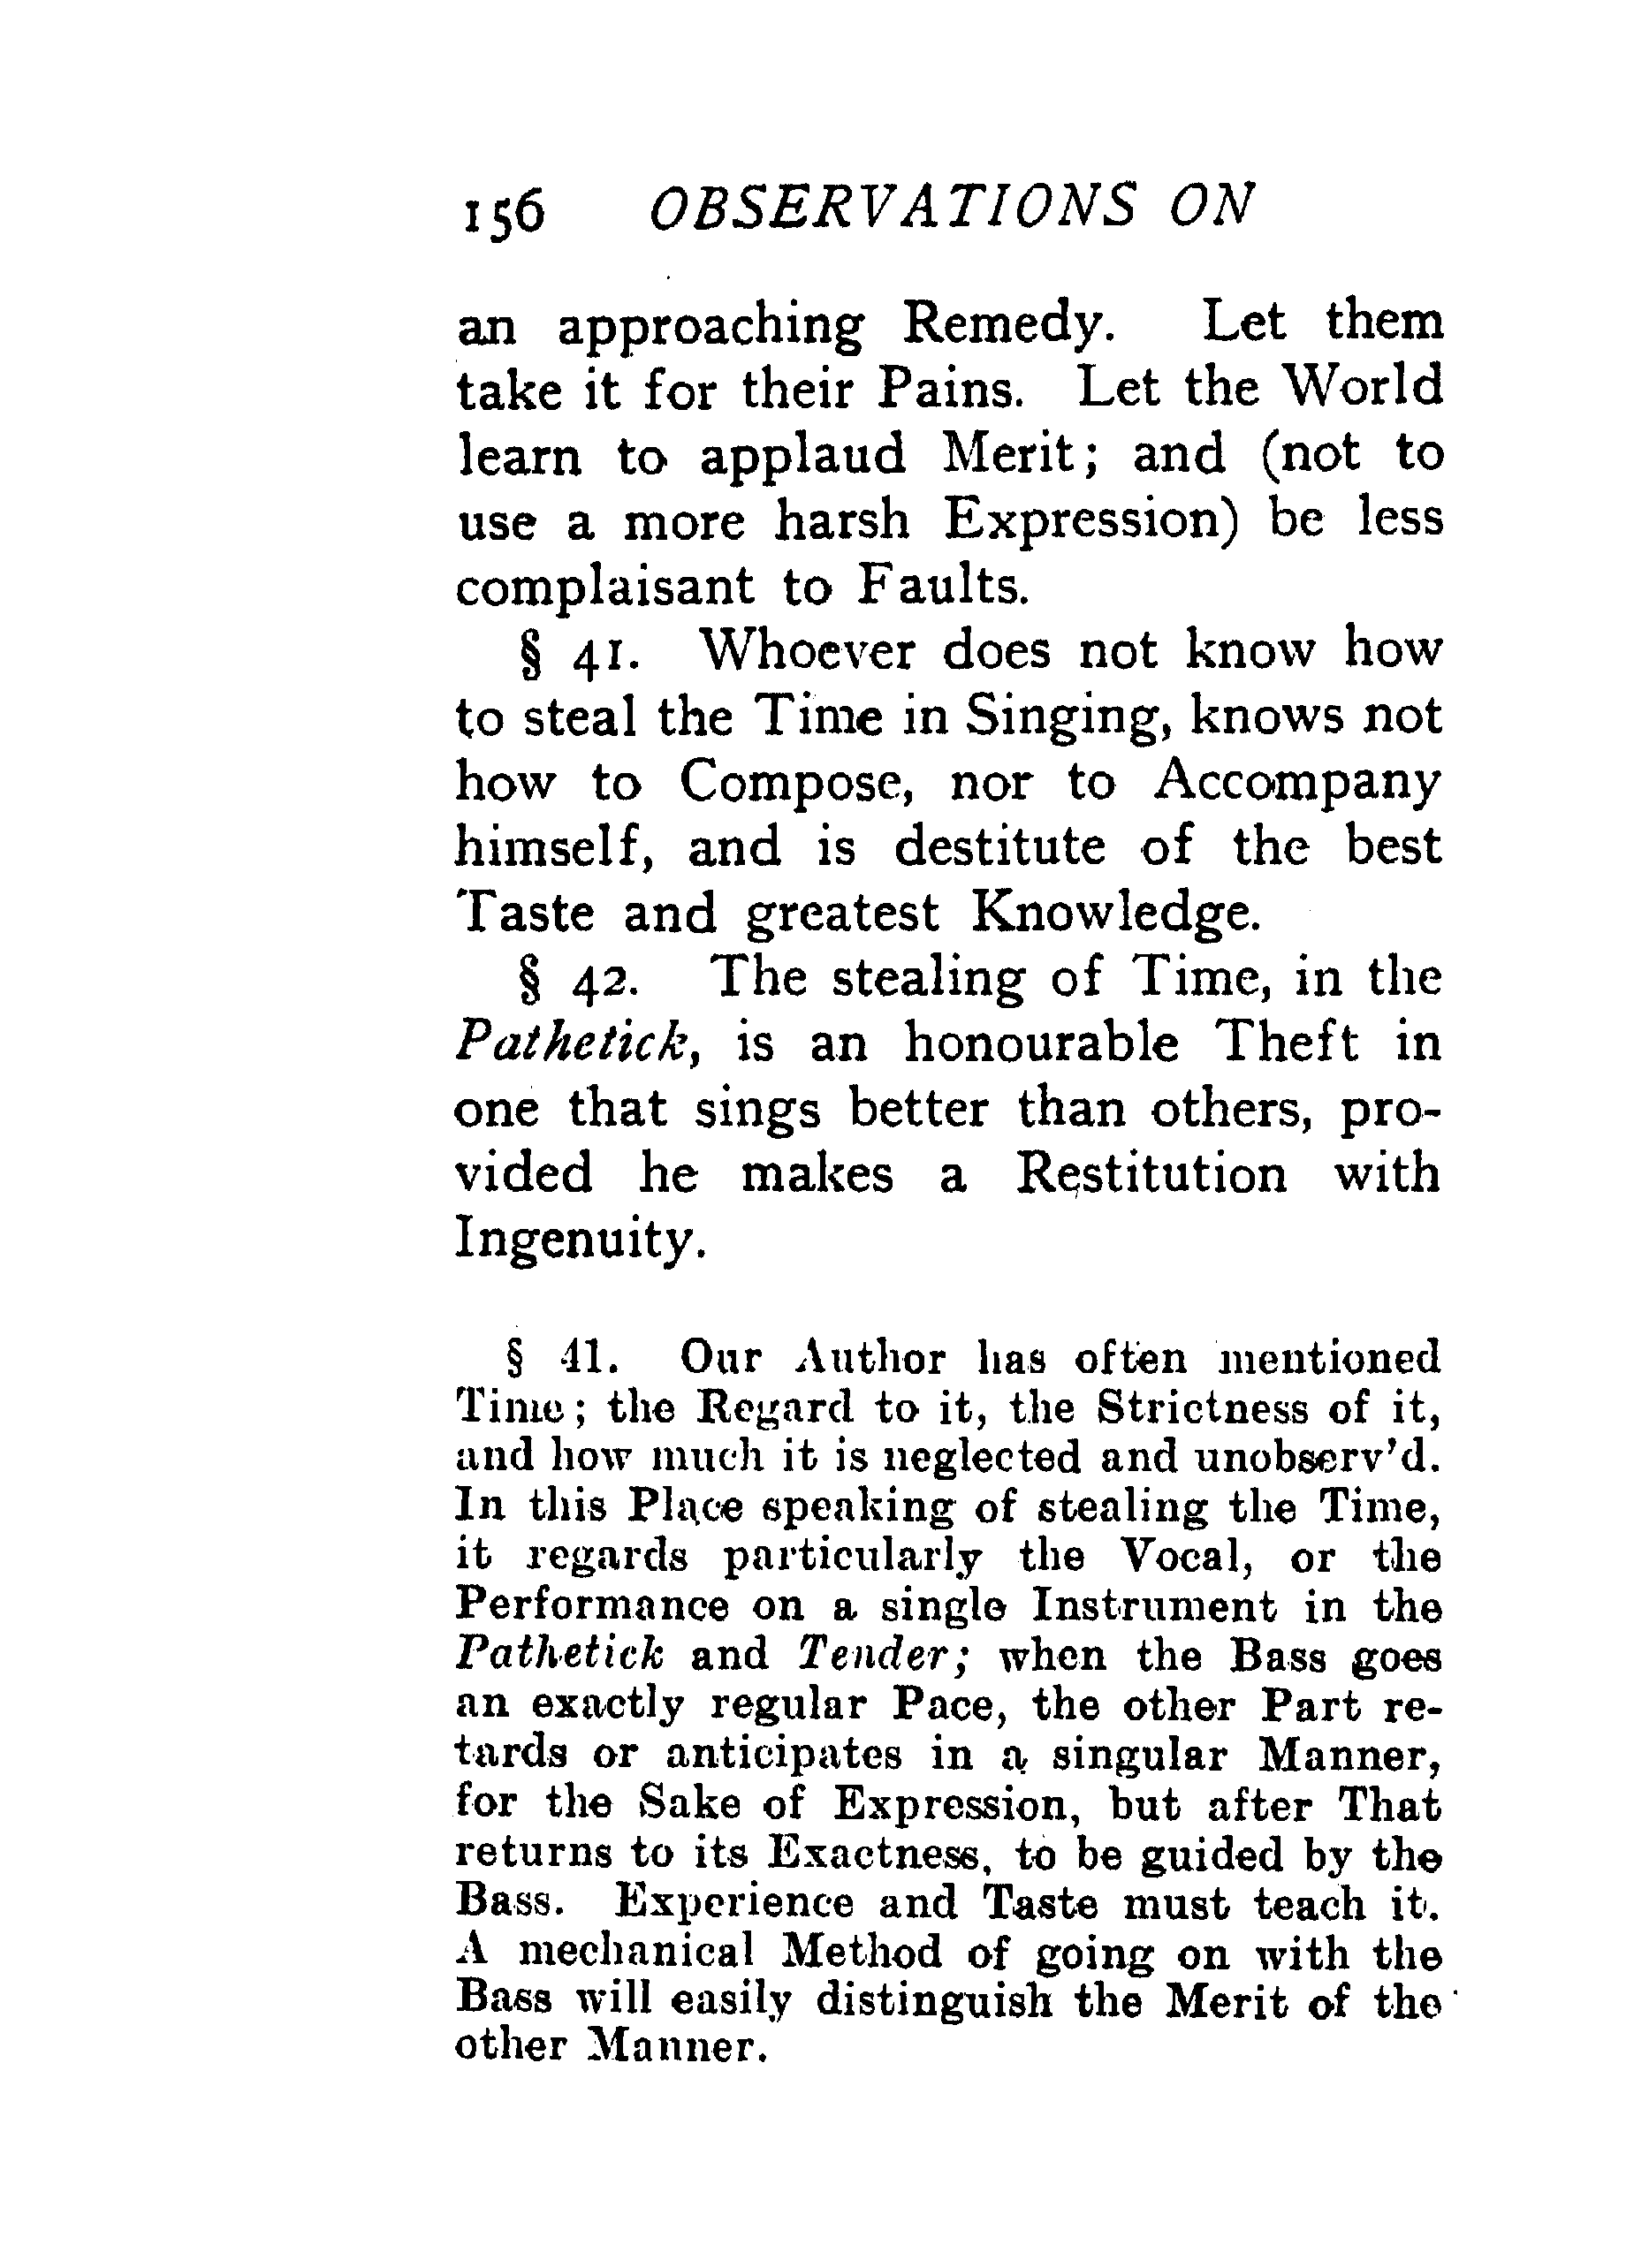 156 OBSERVATIONS ON
an approaching Remedy. Let them
take it for their Pains. Let the World
learn to applaud Merit; and (not to
use a more harsh Expression) be less
complaisant to Faults.
§ 41. Whoever does not know how
to steal the Time in Singing, knows not
how to Compose, nor to Accompany
himself, and is destitute of the best
Taste and greatest Knowledge.
§ 42. The stealing of Time, in the
Pathetick, is an honourable Theft in
one that sings better than others, pro-
vided he makes a Restitution with
Ingenuity.
§ 41. Our Author has often mentioned
Time; the Regard to it, the Strictness of it,
and how much it is neglected and unobserv'd.
In this Place speaking of stealing the Time,
it regards particularly the Vocal, or the
Performance on a single Instrument in the
Pathetick and Tender; when the Bass goes
an exactly regular Pace, the other Part re-
tards or anticipates in a singular Manner,
for the Sake of Expression, but after That
returns to its Exactness, to be guided by the
Bass. Experience and Taste must teach it.
A mechanical Method of going on with the
Bass will easily distinguish the Merit of the
other Manner.